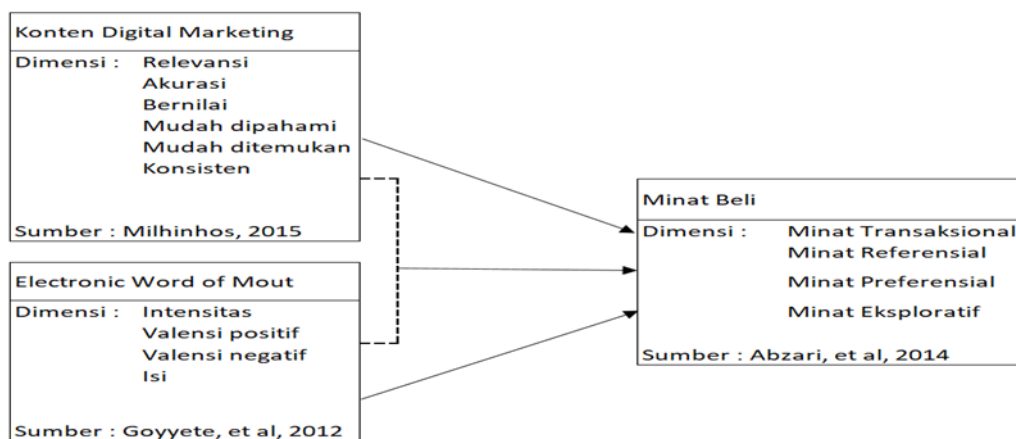 Konten Digital Marketing
Dimensi : Relevansi
Akurasi
Bernilai
Mudah dipahami
Mudah ditemukan
Konsisten
Sumber : Milhinhos, 2015
Electronic Word of Mout
Dimensi : Intensitas
Valensi positif
Valensi negatif
Isi
Sumber : Goyyete, et al, 2012
Minat Beli
Dimensi : Minat Transaksional
Minat Referensial
Minat Preferensial
Minat Eksploratif
Sumber : Abzari, et al, 2014